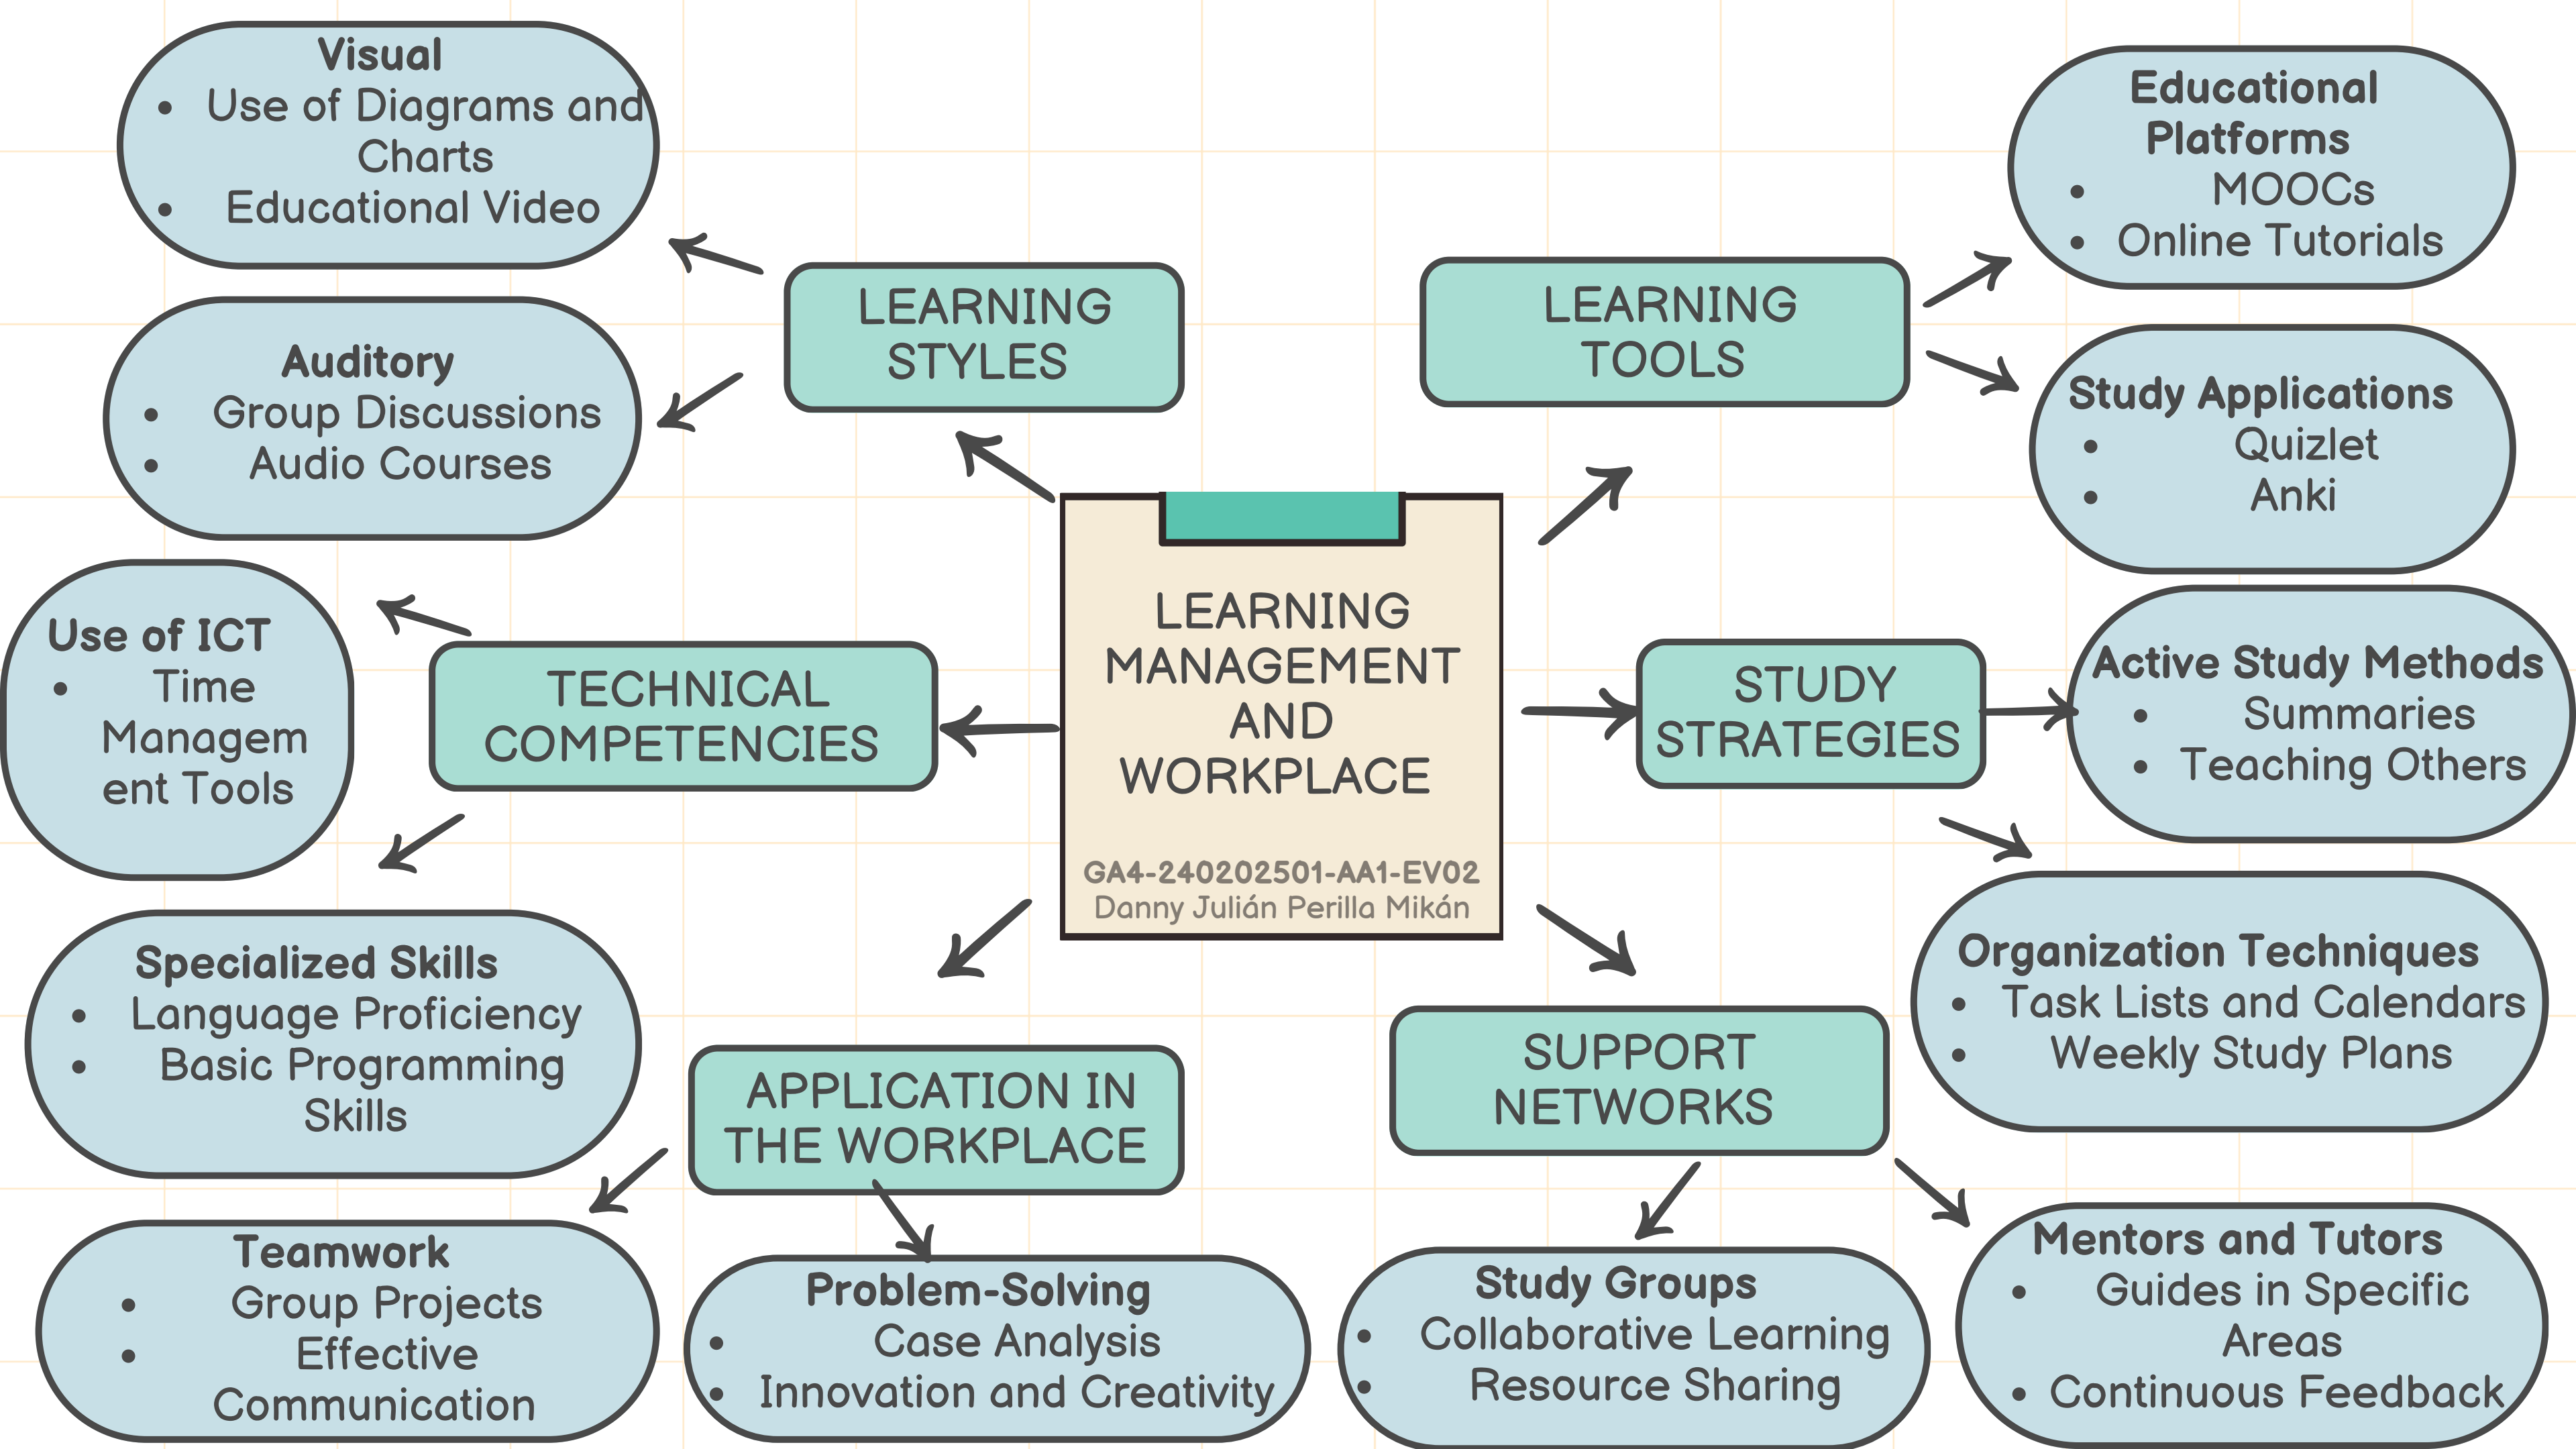 Visual
• Use of Diagrams and
Charts
• Educational Video
Auditory
• Group Discussions
• Audio Courses
LEARNING
STYLES
LEARNING
TOOLS
Educational
Platforms
• MOOCs
• Online Tutorials
Study Applications
• Quizlet
• Anki
Use of ICT
• Time
Managem
ent Tools
TECHNICAL
COMPETENCIES
LEARNING
MANAGEMENT
AND
WORKPLACE
GA4-240202501-AA1-EV02
Danny Julián Perilla Mikán
STUDY
STRATEGIES
Active Study Methods
• Summaries
• Teaching Others
Organization Techniques
• Task Lists and Calendars
• Weekly Study Plans
Specialized Skills
• Language Proficiency
• Basic Programming
Skills
APPLICATION IN
THE WORKPLACE
SUPPORT
NETWORKS
Teamwork
• Group Projects
• Effective
Communication
Problem-Solving
• Case Analysis
• Innovation and Creativity
Study Groups
• Collaborative Learning
• Resource Sharing
Mentors and Tutors
• Guides in Specific
Areas
• Continuous Feedback